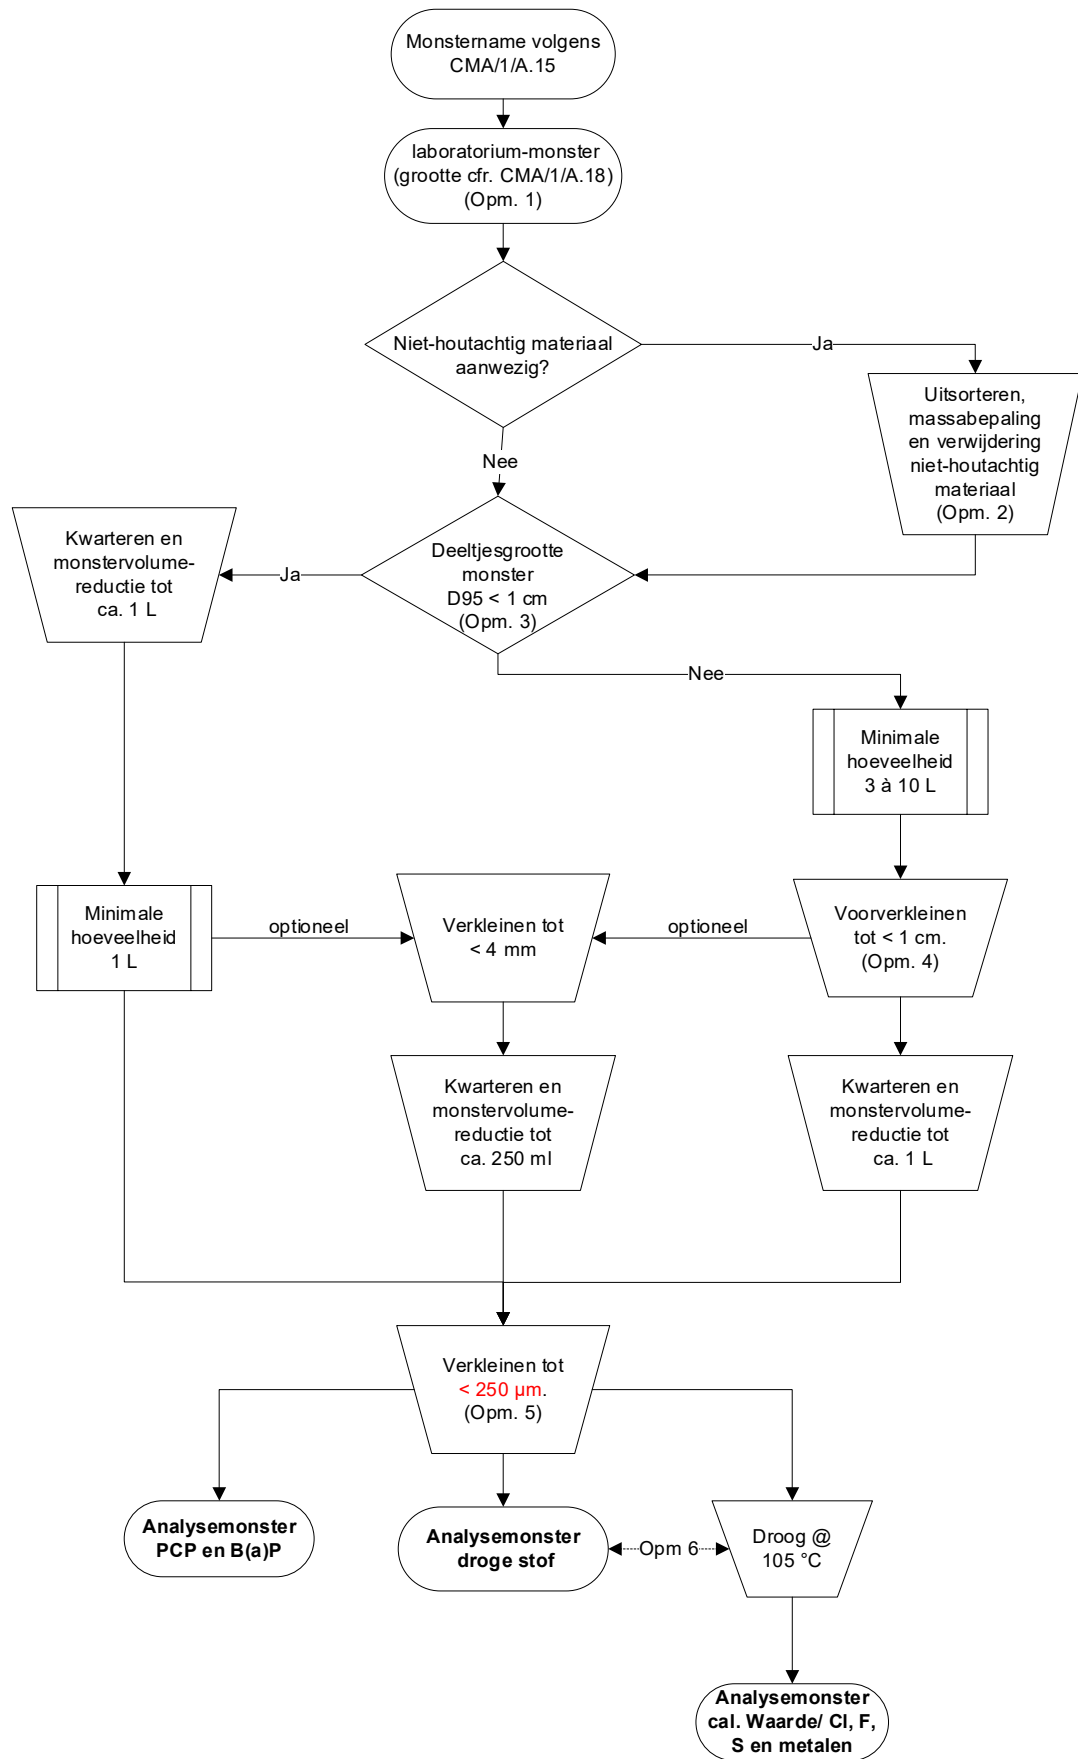 Monstername volgens
CMA/1/A.15
laboratorium-monster
(grootte cfr. CMA/1/A.18)
(Opm. 1)
Niet-houtachtig materiaal
aanwezig?
Ja
Uitsorteren,
massabepaling
en verwijdering
niet-houtachtig
materiaal
(Opm. 2)
Nee
Kwarteren en
monstervolume-
reductie tot
ca. 1 L
Ja
Deeltjesgrootte
monster
D95 < 1 cm
(Opm. 3)
Nee
Minimale
hoeveelheid
3 à 10 L
Minimale
hoeveelheid
1 L
optioneel
Verkleinen tot
< 4 mm
optioneel
Voorverkleinen
tot < 1 cm.
(Opm. 4)
Kwarteren en
monstervolume-
reductie tot
ca. 250 ml
Kwarteren en
monstervolume-
reductie tot
ca. 1 L
Verkleinen tot
< 250 µm.
(Opm. 5)
Analysemonster
PCP en B(a)P
Analysemonster
droge stof
Opm 6
Droog @
105 °C
Analysemonster
cal. Waarde/ Cl, F,
S en metalen